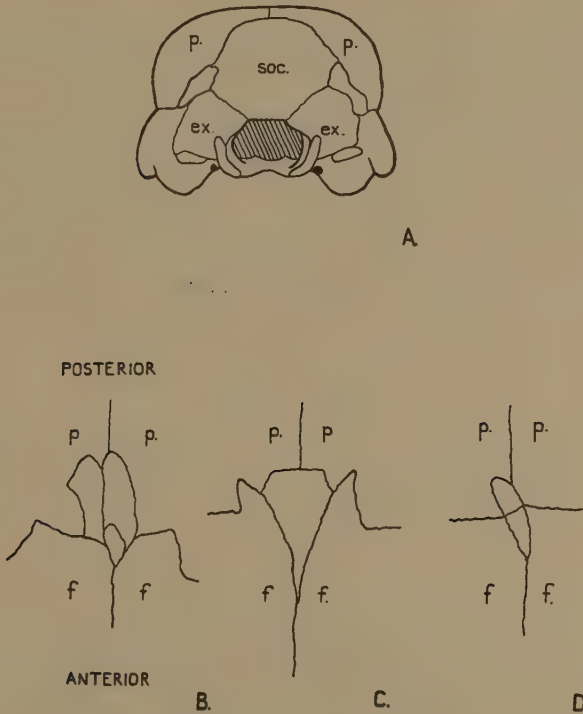 p. p.
soc.
ex. ex.
A.
POSTERIOR
p p. p. p p. p.
f f f f. f f.
ANTERIOR
B. C. D